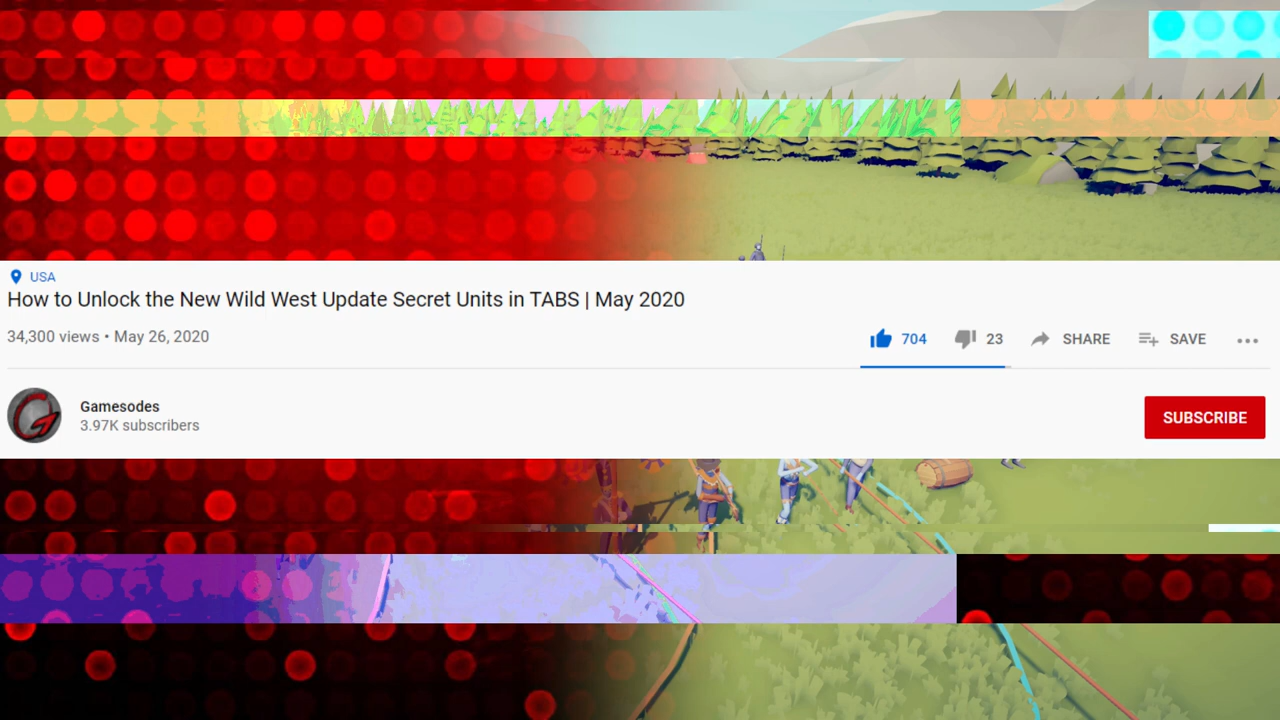 USA
How to Unlock the New Wild West Update Secret Units in TABS | May 2020
34,300 views • May 26, 2020
704
23
SHARE
SAVE
Gamesodes
3.97K subscribers
SUBSCRIBE